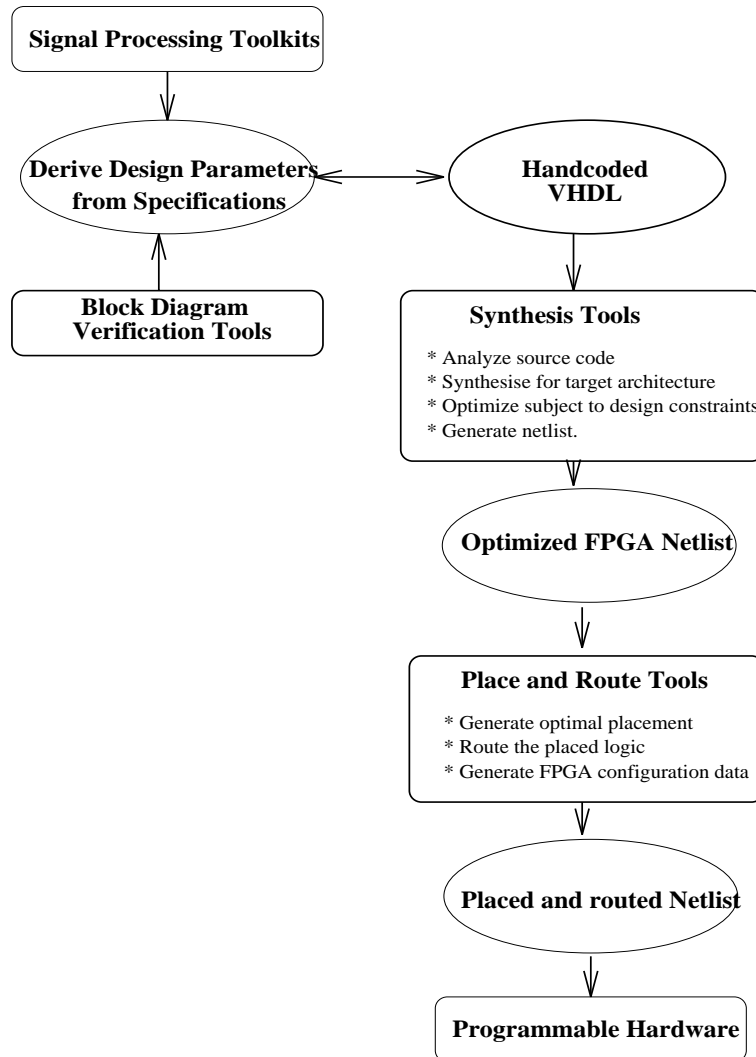 Signal Processing Toolkits
Derive Design Parameters
from Specifications
Block Diagram
Verification Tools
Handcoded
VHDL
Synthesis Tools
* Analyze source code
* Synthesise for target architecture
* Optimize subject to design constraints
* Generate netlist.
Optimized FPGA Netlist
Place and Route Tools
* Generate optimal placement
* Route the placed logic
* Generate FPGA configuration data
Placed and routed Netlist
Programmable Hardware